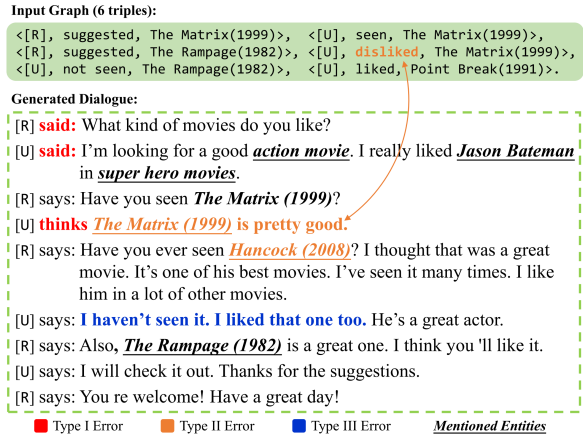 Input Graph (6 triples):
<[R], suggested, The Matrix(1999)>, <[U], seen, The Matrix(1999)>,
<[R], suggested, The Rampage(1982)>, <[U], disliked, The Matrix(1999)>,
<[U], not seen, The Rampage(1982)>, <[U], liked, Point Break(1991)>.
Generated Dialogue:
[R] said: What kind of movies do you like?
[U] said: I'm looking for a good action movie. I really liked Jason Bateman
in super hero movies.
[R] says: Have you seen The Matrix (1999)?
[U] thinks The Matrix (1999) is pretty good.
[R] says: Have you ever seen Hancock (2008)? I thought that was a great
movie. It's one of his best movies. I've seen it many times. I like
him in a lot of other movies.
[U] says: I haven't seen it. I liked that one too. He's a great actor.
[R] says: Also, The Rampage (1982) is a great one. I think you 'll like it.
[U] says: I will check it out. Thanks for the suggestions.
[R] says: You re welcome! Have a great day!
Type I Error Type II Error Type III Error Mentioned Entities